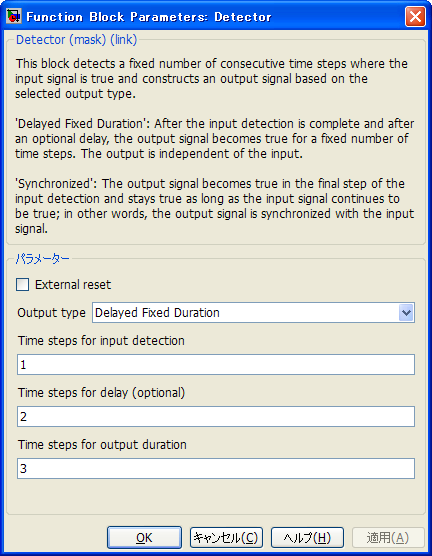 Function Block Parameters: Detector
Detector (mask) (link)
This block detects a fixed number of consecutive time steps where the
input signal is true and constructs an output signal based on the
selected output type.
'Delayed Fixed Duration': After the input detection is complete and after
an optional delay, the output signal becomes true for a fixed number of
time steps. The output is independent of the input.
'Synchronized': The output signal becomes true in the final step of the
input detection and stays true as long as the input signal continues to
be true; in other words, the output signal is synchronized with the input
signal.
パラメーター
External reset
Output type Delayed Fixed Duration
Time steps for input detection
1
Time steps for delay (optional)
2
Time steps for output duration
3
OK キャンセル(C) ヘルプ(H) 適用(A)